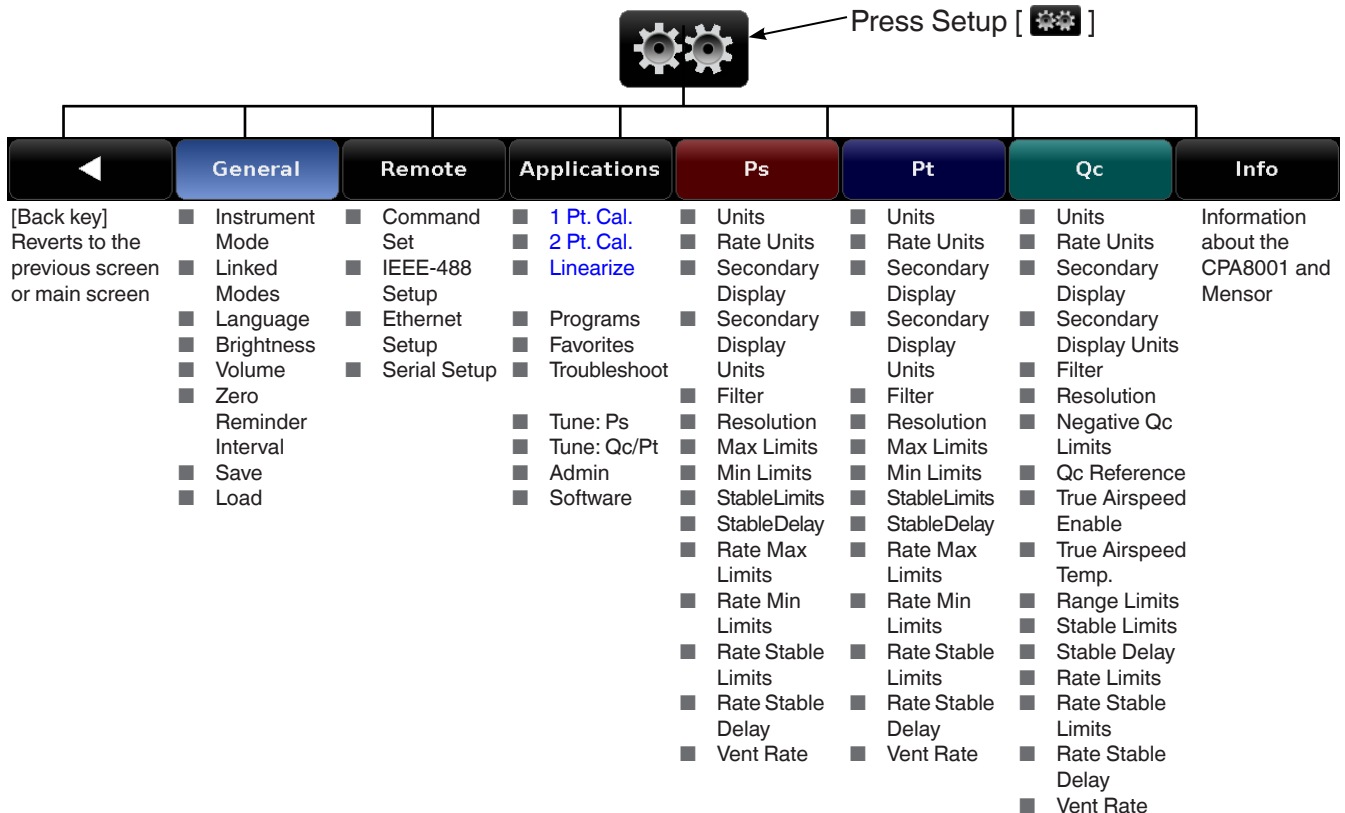 Press Setup [ ]
General
Remote
Applications
Ps
Pt
Qc
Info
[Back key]
Reverts to the
previous screen
or main screen
Instrument
Mode
Linked
Modes
Language
Brightness
Volume
Zero
Reminder
Interval
Save
Load
Command
Set
IEEE-488
Setup
Ethernet
Setup
Serial Setup
1 Pt. Cal.
2 Pt. Cal.
Linearize
Programs
Favorites
Troubleshoot
Tune: Ps
Tune: Qc/Pt
Admin
Software
Units
Rate Units
Secondary
Display
Secondary
Display
Units
Filter
Resolution
Max Limits
Min Limits
StableLimits
StableDelay
Rate Max
Limits
Rate Min
Limits
Rate Stable
Limits
Rate Stable
Delay
Vent Rate
Units
Rate Units
Secondary
Display
Secondary
Display
Units
Filter
Resolution
Max Limits
Min Limits
StableLimits
StableDelay
Rate Max
Limits
Rate Min
Limits
Rate Stable
Limits
Rate Stable
Delay
Vent Rate
Units
Rate Units
Secondary
Display
Secondary
Display Units
Filter
Resolution
Negative Qc
Limits
Qc Reference
True Airspeed
Enable
True Airspeed
Temp.
Range Limits
Stable Limits
Stable Delay
Rate Limits
Rate Stable
Limits
Rate Stable
Delay
Vent Rate
Information
about the
CPA8001 and
Mensor